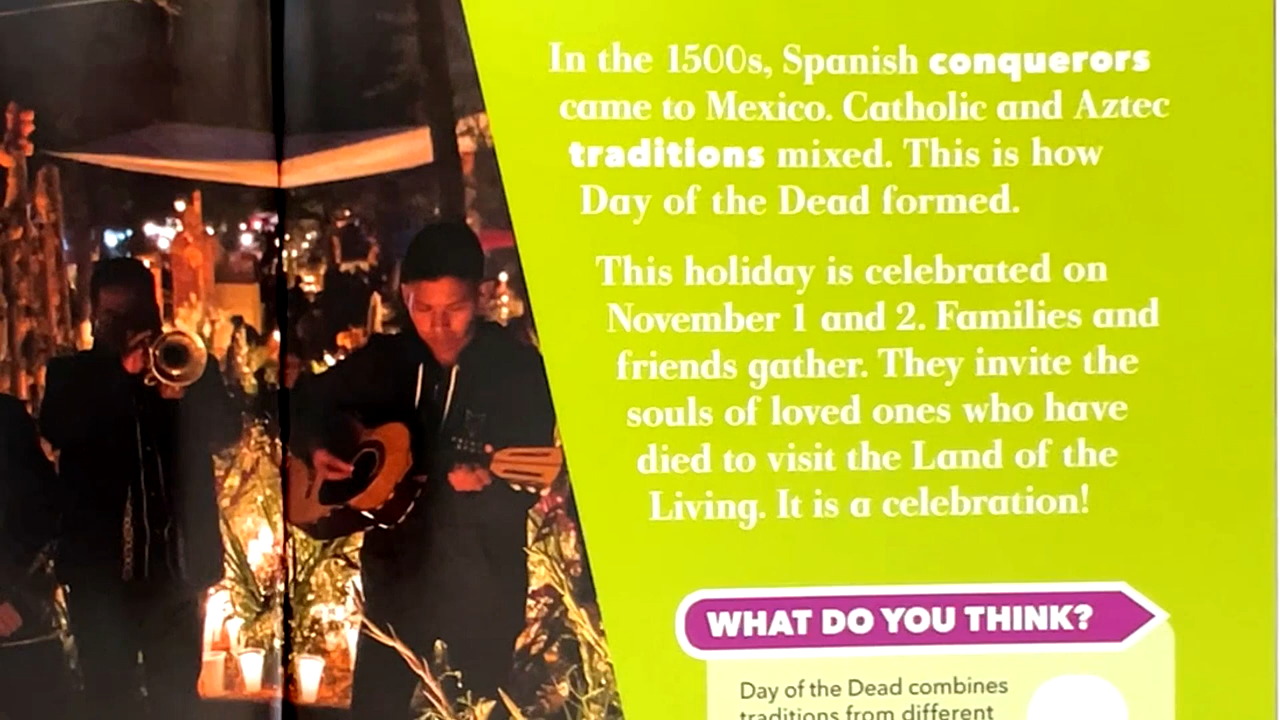 In the 1500s, Spanish conquerors
came to Mexico. Catholic and Aztec
traditions mixed. This is how
Day of the Dead formed.
This holiday is celebrated on
November 1 and 2. Families and
friends gather. They invite the
souls of loved ones who have
died to visit the Land of the
Living. It is a celebration!
WHAT DO YOU THINK?
Day of the Dead combines
traditions from different